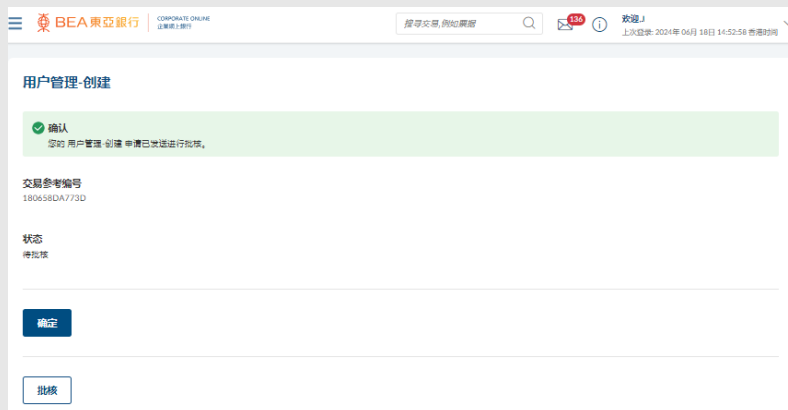 BEA東亞銀行
CORPORATE ONLINE
企業網上銀行
搜寻交易,例如票据
136
欢迎,J
上次登录: 2024年 06月 18日 14:52:58 香港时间
用户管理-创建
确认
您的 用户管理-创建 申请已发送进行批核。
交易参考编号
180658DA773D
状态
待批核
确定
批核